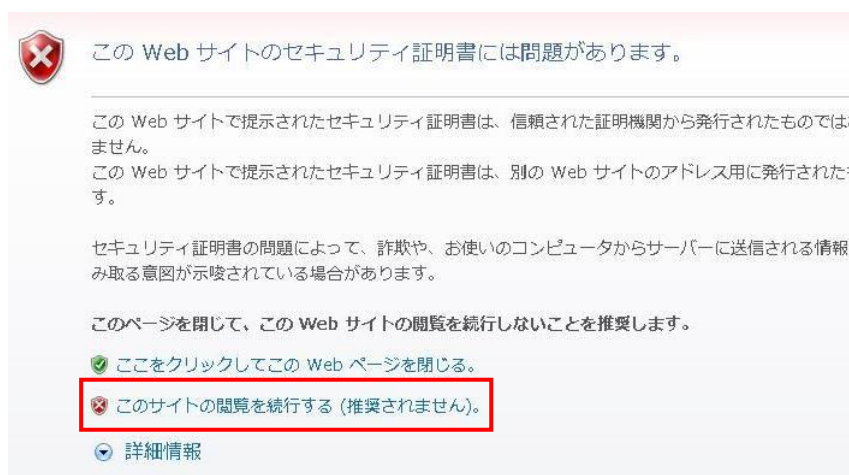 この Web サイトのセキュリティ証明書には問題があります。
この Web サイトで提示されたセキュリティ証明書は、信頼された証明機関から発行されたものでは
ません。
この Web サイトで提示されたセキュリティ証明書は、別の Web サイトのアドレス用に発行された
す。
セキュリティ証明書の問題によって、詐欺や、お使いのコンピュータからサーバーに送信される情報
み取る意図が示唆されている場合があります。
このページを閉じて、この Web サイトの閲覧を続行しないことを推奨します。
ここをクリックしてこの Web ページを閉じる。
このサイトの閲覧を続行する (推奨されません)。
詳細情報